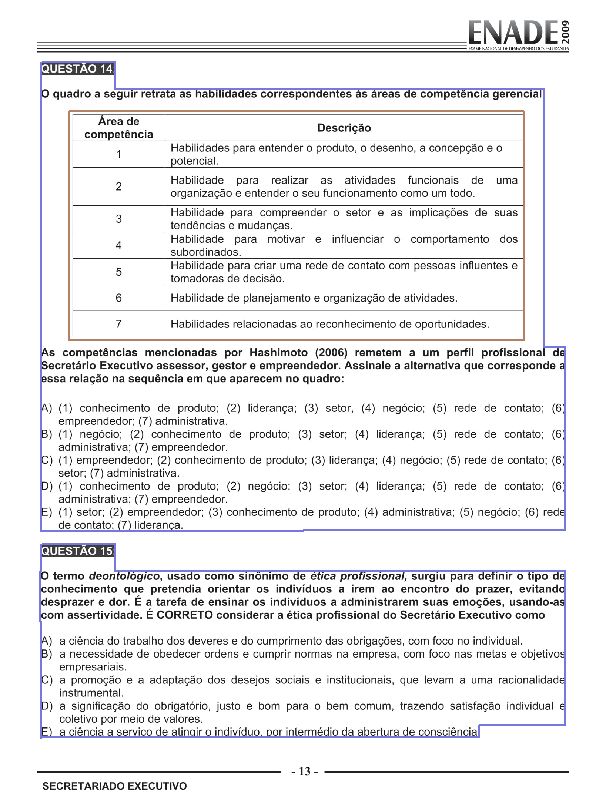 ENADE 2009
EXAME NACIONAL DE DESEMPENHO DOS ESTUDANTES
QUESTÃO 14
O quadro a seguir retrata as habilidades correspondentes às áreas de competência gerencial
Área de competência
Descrição
1
Habilidades para entender o produto, o desenho, a concepção e o
potencial.
2
Habilidade para realizar as atividades funcionais de uma
organização e entender o seu funcionamento como um todo.
3
Habilidade para compreender o setor e as implicações de suas
tendências e mudanças.
4
Habilidade para motivar e influenciar o comportamento dos
subordinados.
5
Habilidade para criar uma rede de contato com pessoas influentes e
tomadoras de decisão.
6
Habilidade de planejamento e organização de atividades.
7
Habilidades relacionadas ao reconhecimento de oportunidades.
As competências mencionadas por Hashimoto (2006) remetem a um perfil profissional de
Secretário Executivo assessor, gestor e empreendedor. Assinale a alternativa que corresponde a
essa relação na sequência em que aparecem no quadro:
A) (1) conhecimento de produto; (2) liderança; (3) setor, (4) negócio; (5) rede de contato; (6)
empreendedor; (7) administrativa.
B) (1) negócio; (2) conhecimento de produto; (3) setor; (4) liderança; (5) rede de contato; (6)
administrativa; (7) empreendedor.
C) (1) empreendedor; (2) conhecimento de produto; (3) liderança; (4) negócio; (5) rede de contato; (6)
setor; (7) administrativa.
D) (1) conhecimento de produto; (2) negócio; (3) setor; (4) liderança; (5) rede de contato; (6)
administrativa: (7) empreendedor.
E) (1) setor; (2) empreendedor; (3) conhecimento de produto; (4) administrativa; (5) negócio; (6) rede
de contato; (7) liderança.
QUESTÃO 15
O termo deontológico, usado como sinônimo de ética profissional, surgiu para definir o tipo de
conhecimento que pretendia orientar os indivíduos a irem ao encontro do prazer, evitando
desprazer e dor. É a tarefa de ensinar os indivíduos a administrarem suas emoções, usando-as
com assertividade. É CORRETO considerar a ética profissional do Secretário Executivo como
A) a ciência do trabalho dos deveres e do cumprimento das obrigações, com foco no individual.
B) a necessidade de obedecer ordens e cumprir normas na empresa, com foco nas metas e objetivos
empresariais.
C) a promoção e a adaptação dos desejos sociais e institucionais, que levam a uma racionalidade
instrumental.
D) a significação do obrigatório, justo e bom para o bem comum, trazendo satisfação individual e
coletivo por meio de valores.
E) a ciência a serviço de atingir o indivíduo, por intermédio da abertura de consciência
- 13 -
SECRETARIADO EXECUTIVO